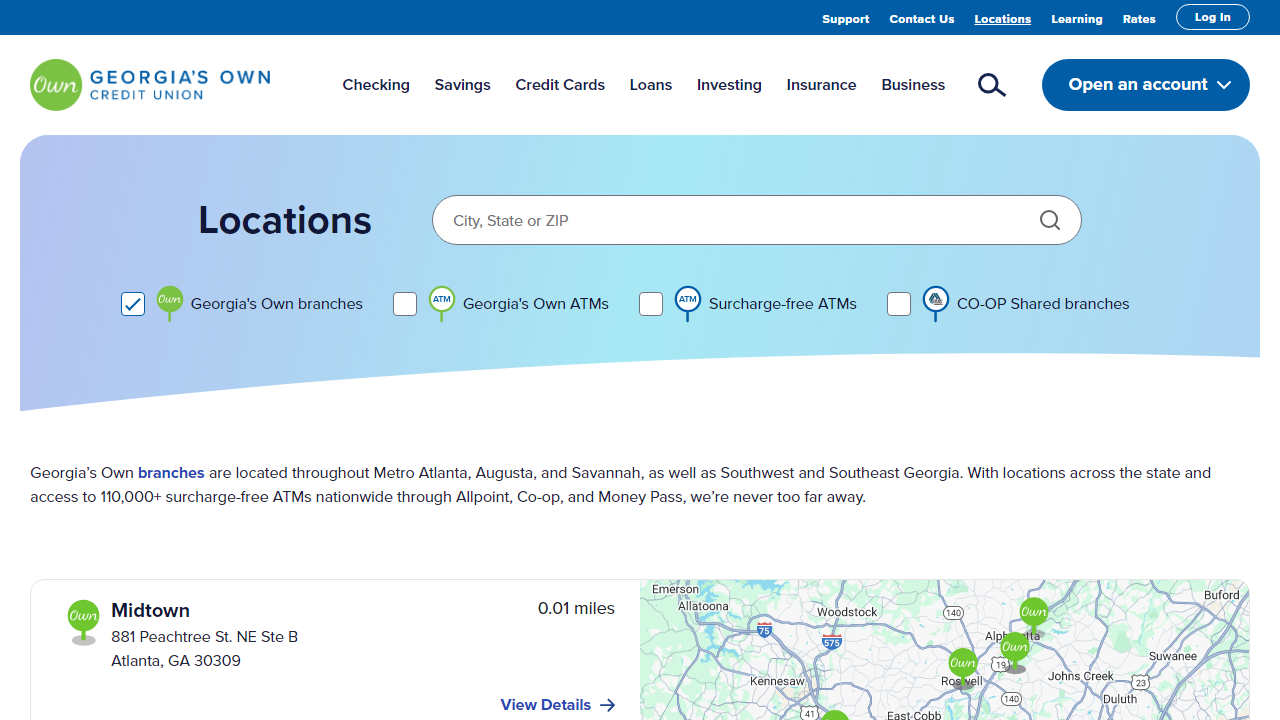 Support Contact Us Locations Learning Rates Log In
Own GEORGIA'S OWN
CREDIT UNION
Checking Savings Credit Cards Loans Investing Insurance Business Open an account
Locations City, State or ZIP
Own Georgia's Own branches ATM Georgia's Own ATMs ATM Surcharge-free ATMs CO-OP Shared branches
Georgia's Own branches are located throughout Metro Atlanta, Augusta, and Savannah, as well as Southwest and Southeast Georgia. With locations across the state and
access to 110,000+ surcharge-free ATMs nationwide through Allpoint, Co-op, and Money Pass, we're never too far away.
Own Midtown 0.01 miles
881 Peachtree St. NE Ste B
Atlanta, GA 30309
View Details
Emerson
Buford
Allatoona
Woodstock
140
Own
75
575
Alpharetta
Own
Own
19
Suwanee
Kennesaw
Roswell
Johns Creek
23
140
Duluth
41
East Cobb